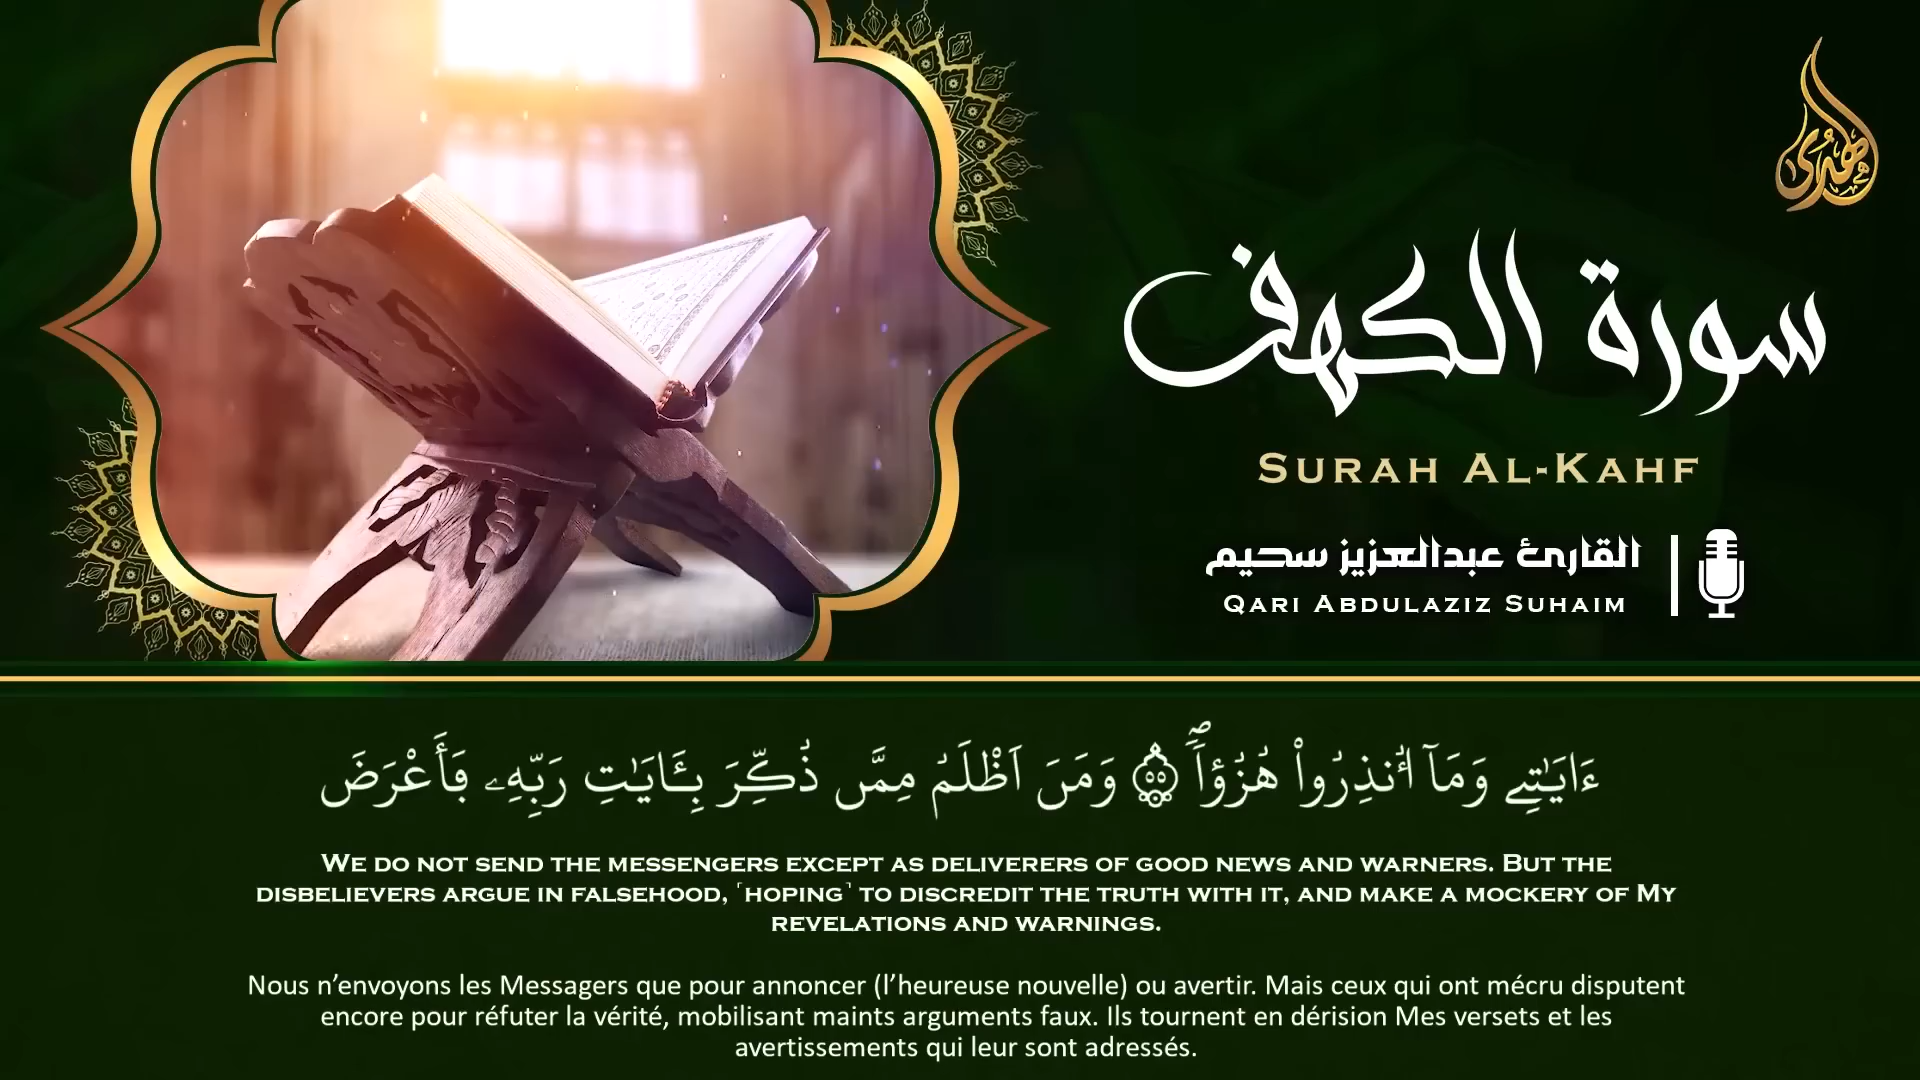 الهدى
سورة الكهف
SURAH AL-KAHF
القارئ عبدالعزيز سحيم
QARI ABDULAZIZ SUHAIM
ءَايَٰتِے وَمَآ أُنذِرُواْ هُزُؤاٗۖ ۝٥٥ وَمَنَ اَظْلَمُ مِمَّن ذُكِّرَ بِـَٔايَٰتِ رَبِّهِۦ فَأَعْرَضَ
WE DO NOT SEND THE MESSENGERS EXCEPT AS DELIVERERS OF GOOD NEWS AND WARNERS. BUT THE
DISBELIEVERS ARGUE IN FALSEHOOD, ˹HOPING˺ TO DISCREDIT THE TRUTH WITH IT, AND MAKE A MOCKERY OF MY
REVELATIONS AND WARNINGS.
Nous n’envoyons les Messagers que pour annoncer (l’heureuse nouvelle) ou avertir. Mais ceux qui ont mécru disputent
encore pour réfuter la vérité, mobilisant maints arguments faux. Ils tournent en dérision Mes versets et les
avertissements qui leur sont adressés.